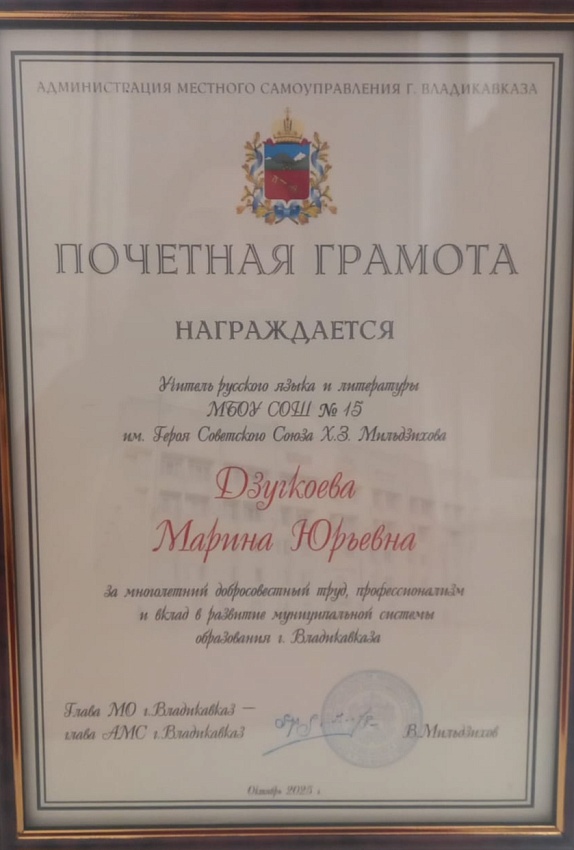 АДМИНИСТРАЦИЯ МЕСТНОГО САМОУПРАВЛЕНИЯ Г. ВЛАДИКАВКАЗА
ПОЧЕТНАЯ ГРАМОТА
НАГРАЖДАЕТСЯ
Учитель русского языка и литературы
МБОУ СОШ № 15
им. Героя Советского Союза Х.З. Мильдзихова
Дзугкоева
Марина Юрьевна
за многолетний добросовестный труд, профессионализм
и вклад в развитие муниципальной системы
образования г. Владикавказа
Глава МО г.Владикавказ —
глава АМС г.Владикавказ
В.Мильдзихов
Октябрь 2025 г.